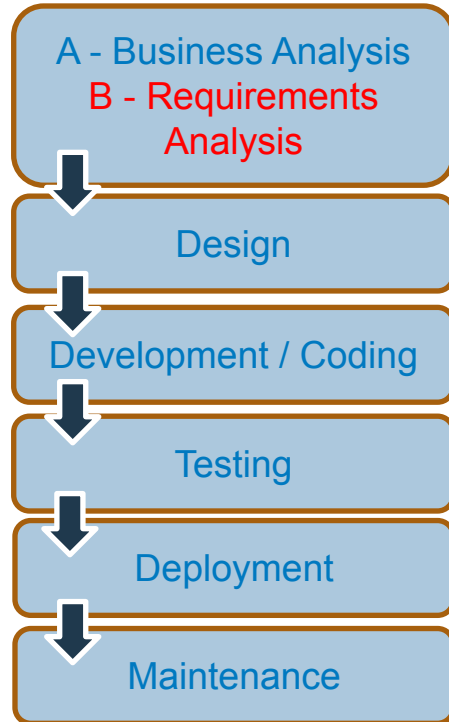 A - Business Analysis
B - Requirements
Analysis
Design
Development / Coding
Testing
Deployment
Maintenance